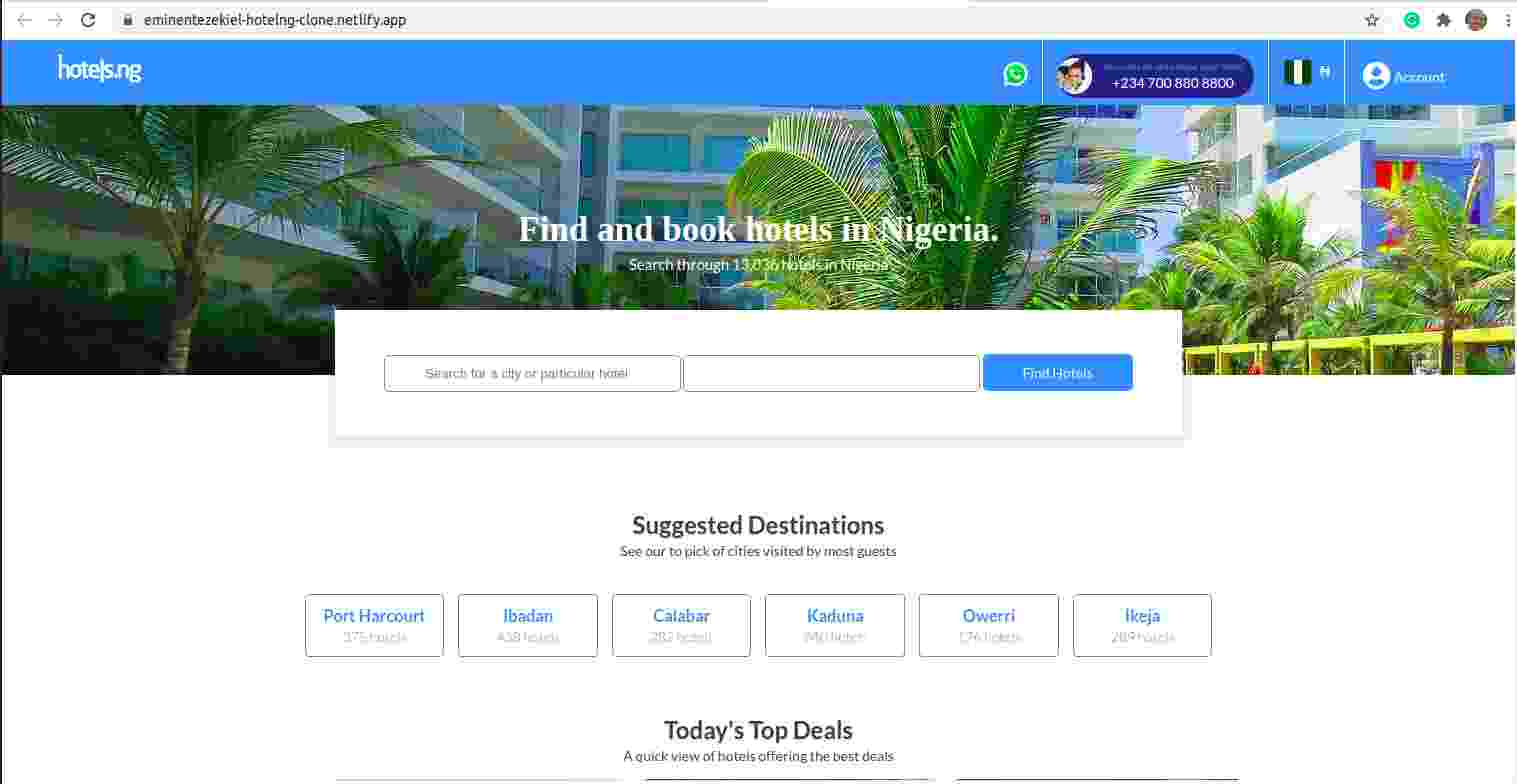 eminentezekiel-hotelng-clone.netlify.app
hotels.ng
+234 700 880 8800
₦
Account
Find and book hotels in Nigeria.
Search through 13,036 hotels in Nigeria
Search for a city or particular hotel
Find Hotels
Suggested Destinations
See our to pick of cities visited by most guests
Port Harcourt
Ibadan
Calabar
Kaduna
Owerri
Ikeja
375 hotels
hotels
282 hotels
hotels
176 hotels
289 hotels
Today's Top Deals
A quick view of hotels offering the best deals